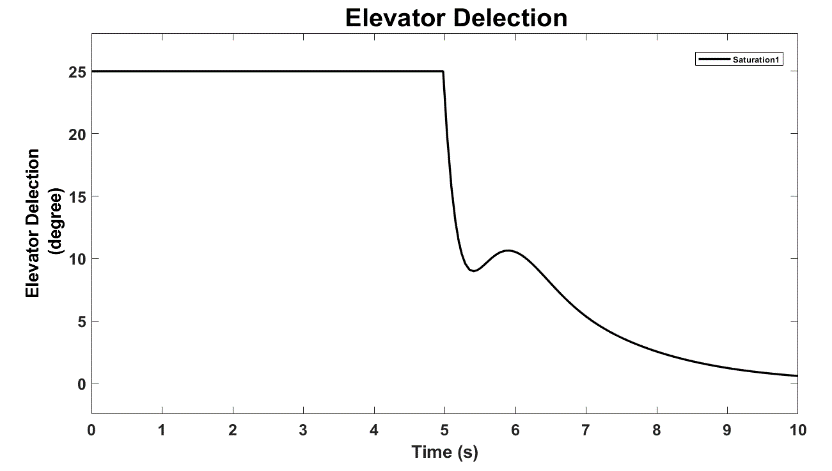 Elevator Delection
Saturation1
Elevator Delection
(degree)
25
20
15
10
5
0
0 1 2 3 4 5 6 7 8 9 10
Time (s)